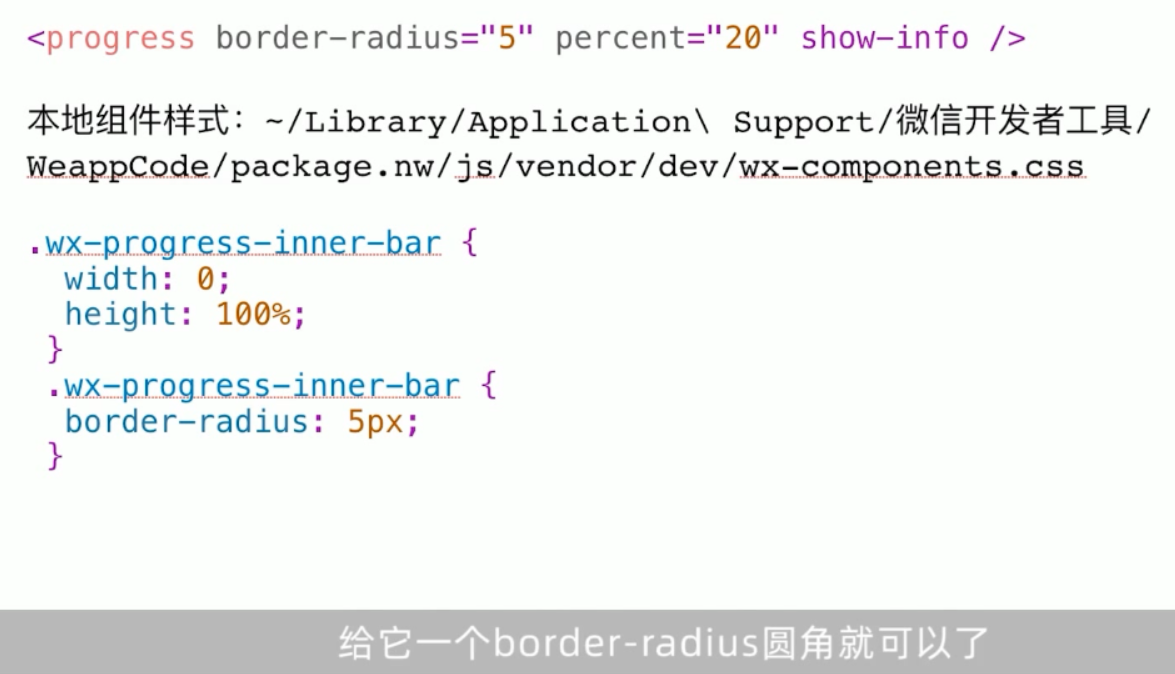 <progress border-radius="5" percent="20" show-info />
本地组件样式：~/Library/Application\ Support/微信开发者工具/
WeappCode/package.nw/js/vendor/dev/wx-components.css
.wx-progress-inner-bar {
width: 0;
height: 100%;
}
.wx-progress-inner-bar {
border-radius: 5px;
}
给它一个border-radius圆角就可以了